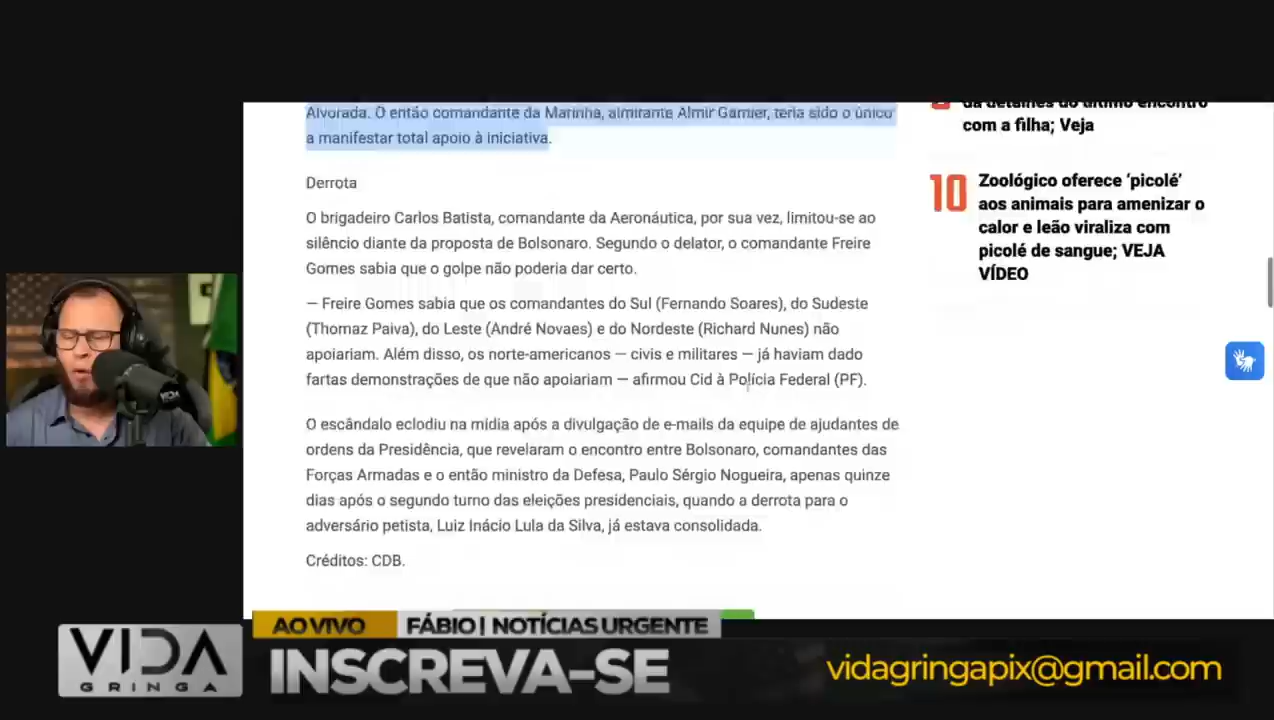 Alvorada. O então comandante da Marinha, almirante Almir Garnier, teria sido o único
a manifestar total apoio à iniciativa.
Derrota
O brigadeiro Carlos Batista, comandante da Aeronáutica, por sua vez, limitou-se ao
silêncio diante da proposta de Bolsonaro. Segundo o delator, o comandante Freire
Gomes sabia que o golpe não poderia dar certo.
— Freire Gomes sabia que os comandantes do Sul (Fernando Soares), do Sudeste
(Thomaz Paiva), do Leste (André Novaes) e do Nordeste (Richard Nunes) não
apoiariam. Além disso, os norte-americanos — civis e militares — já haviam dado
fartas demonstrações de que não apoiariam — afirmou Cid à Polícia Federal (PF).
O escândalo eclodiu na mídia após a divulgação de e-mails da equipe de ajudantes de
ordens da Presidência, que revelaram o encontro entre Bolsonaro, comandantes das
Forças Armadas e o então ministro da Defesa, Paulo Sérgio Nogueira, apenas quinze
dias após o segundo turno das eleições presidenciais, quando a derrota para o
adversário petista, Luiz Inácio Lula da Silva, já estava consolidada.
Créditos: CDB.
dá detalhes do último encontro
com a filha; Veja
10
Zoológico oferece ‘picolé’
aos animais para amenizar o
calor e leão viraliza com
picolé de sangue; VEJA
VÍDEO
AO VIVO
FÁBIO | NOTÍCIAS URGENTE
VIDA
GRINGA
INSCREVA-SE
vidagringapix@gmail.com